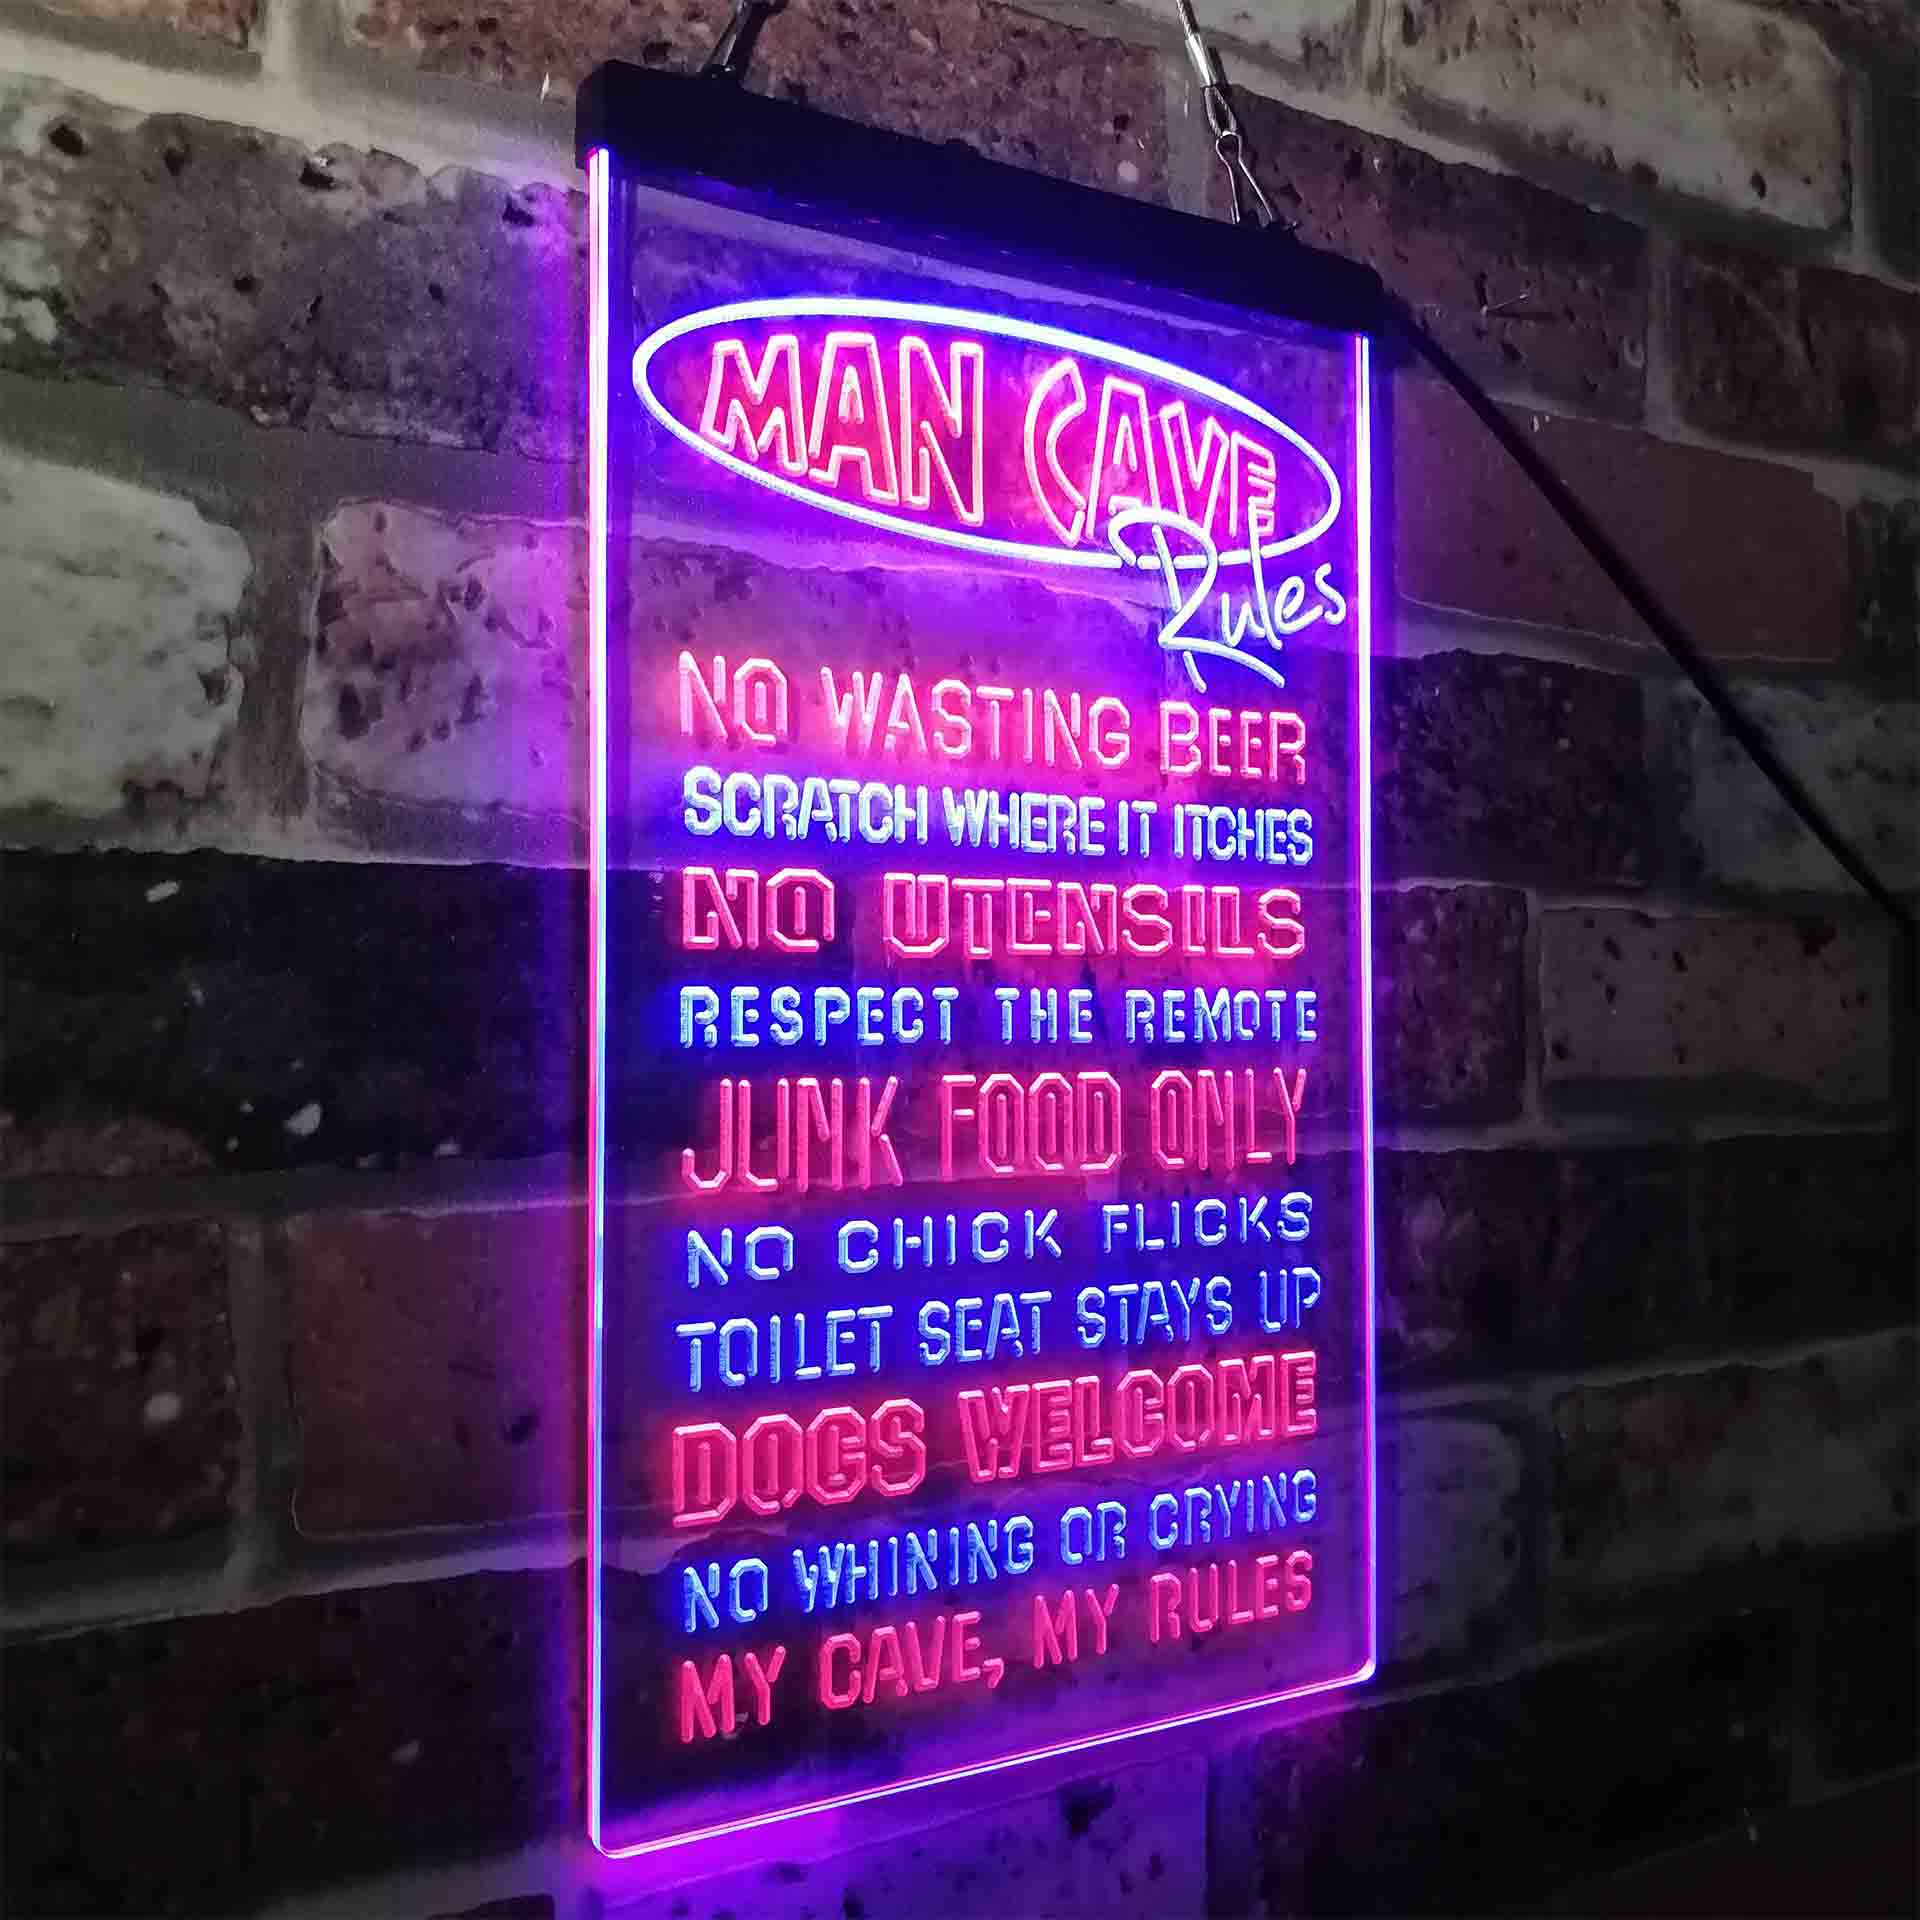 MAN CAVE
Rules
NO WASTING BEER
SCRATCH WHERE IT ITCHES
NO UTENSILS
RESPECT THE REMOTE
JUNK FOOD ONLY
NO CHICK FLICKS
TOILET SEAT STAYS UP
DOGS WELCOME
NO WHINING OR CRYING
MY CAVE, MY RULES